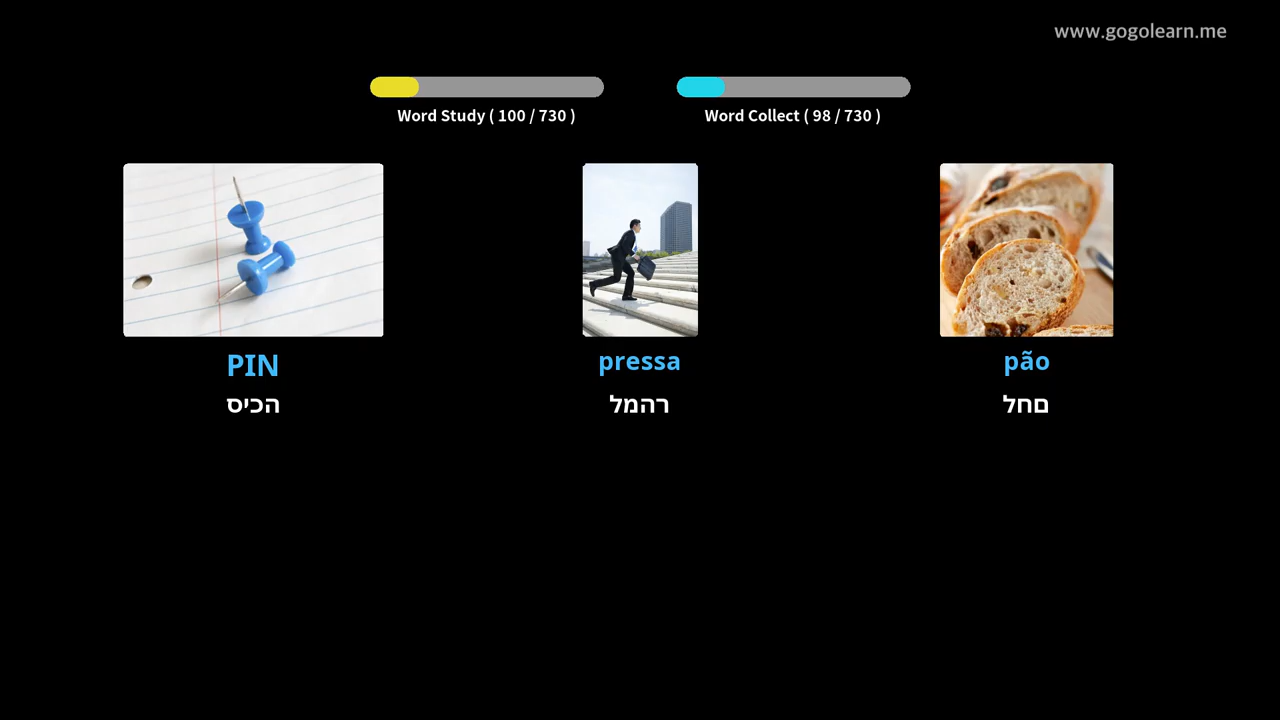 www.gogolearn.me
Word Study ( 100 / 730 )
Word Collect ( 98 / 730 )
PIN
הכיס
pressa
רהמל
pão
םחל